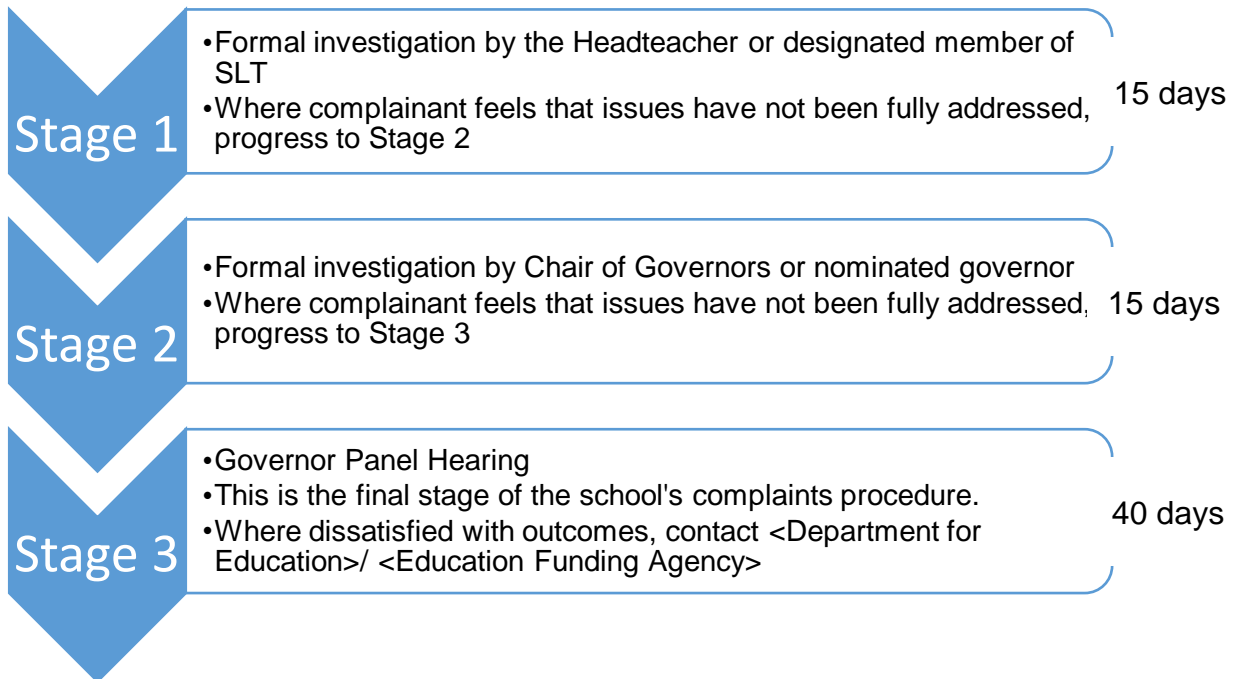 Stage 1
•Formal investigation by the Headteacher or designated member of
SLT
•Where complainant feels that issues have not been fully addressed,
progress to Stage 2
15 days
Stage 2
•Formal investigation by Chair of Governors or nominated governor
•Where complainant feels that issues have not been fully addressed,
progress to Stage 3
15 days
Stage 3
•Governor Panel Hearing
•This is the final stage of the school's complaints procedure.
•Where dissatisfied with outcomes, contact <Department for
Education>/ <Education Funding Agency>
40 days